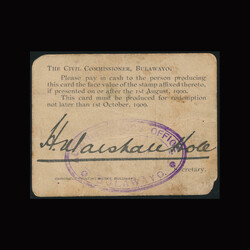 THE CIVIL COMMISSIONER, BULAWAYO.
Please pay in cash to the person producing
this card the face value of the stamp affixed thereto,
if presented on or after the 1st August, 1900.
This card must be produced for redemption
not later than 1st October, 1900.
H. Marshall Hole
Secretary.
OFFICE
BULAWAYO